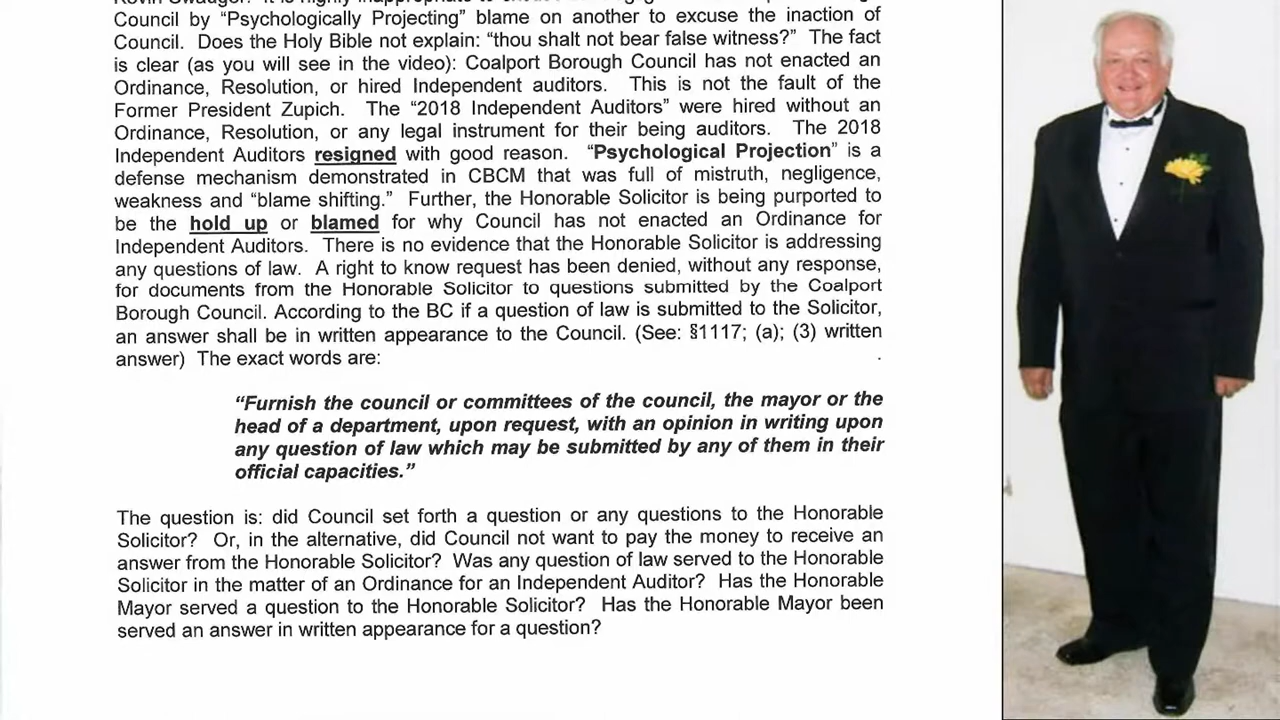 Council by “Psychologically Projecting” blame on another to excuse the inaction of
Council. Does the Holy Bible not explain: “thou shalt not bear false witness?” The fact
is clear (as you will see in the video): Coalport Borough Council has not enacted an
Ordinance, Resolution, or hired Independent auditors. This is not the fault of the
Former President Zupich. The “2018 Independent Auditors” were hired without an
Ordinance, Resolution, or any legal instrument for their being auditors. The 2018
Independent Auditors resigned with good reason. “Psychological Projection” is a
defense mechanism demonstrated in CBCM that was full of mistruth, negligence,
weakness and “blame shifting.” Further, the Honorable Solicitor is being purported to
be the hold up or blamed for why Council has not enacted an Ordinance for
Independent Auditors. There is no evidence that the Honorable Solicitor is addressing
any questions of law. A right to know request has been denied, without any response,
for documents from the Honorable Solicitor to questions submitted by the Coalport
Borough Council. According to the BC if a question of law is submitted to the Solicitor,
an answer shall be in written appearance to the Council. (See: §1117; (a); (3) written
answer) The exact words are:
“Furnish the council or committees of the council, the mayor or the
head of a department, upon request, with an opinion in writing upon
any question of law which may be submitted by any of them in their
official capacities.”
The question is: did Council set forth a question or any questions to the Honorable
Solicitor? Or, in the alternative, did Council not want to pay the money to receive an
answer from the Honorable Solicitor? Was any question of law served to the Honorable
Solicitor in the matter of an Ordinance for an Independent Auditor? Has the Honorable
Mayor served a question to the Honorable Solicitor? Has the Honorable Mayor been
served an answer in written appearance for a question?